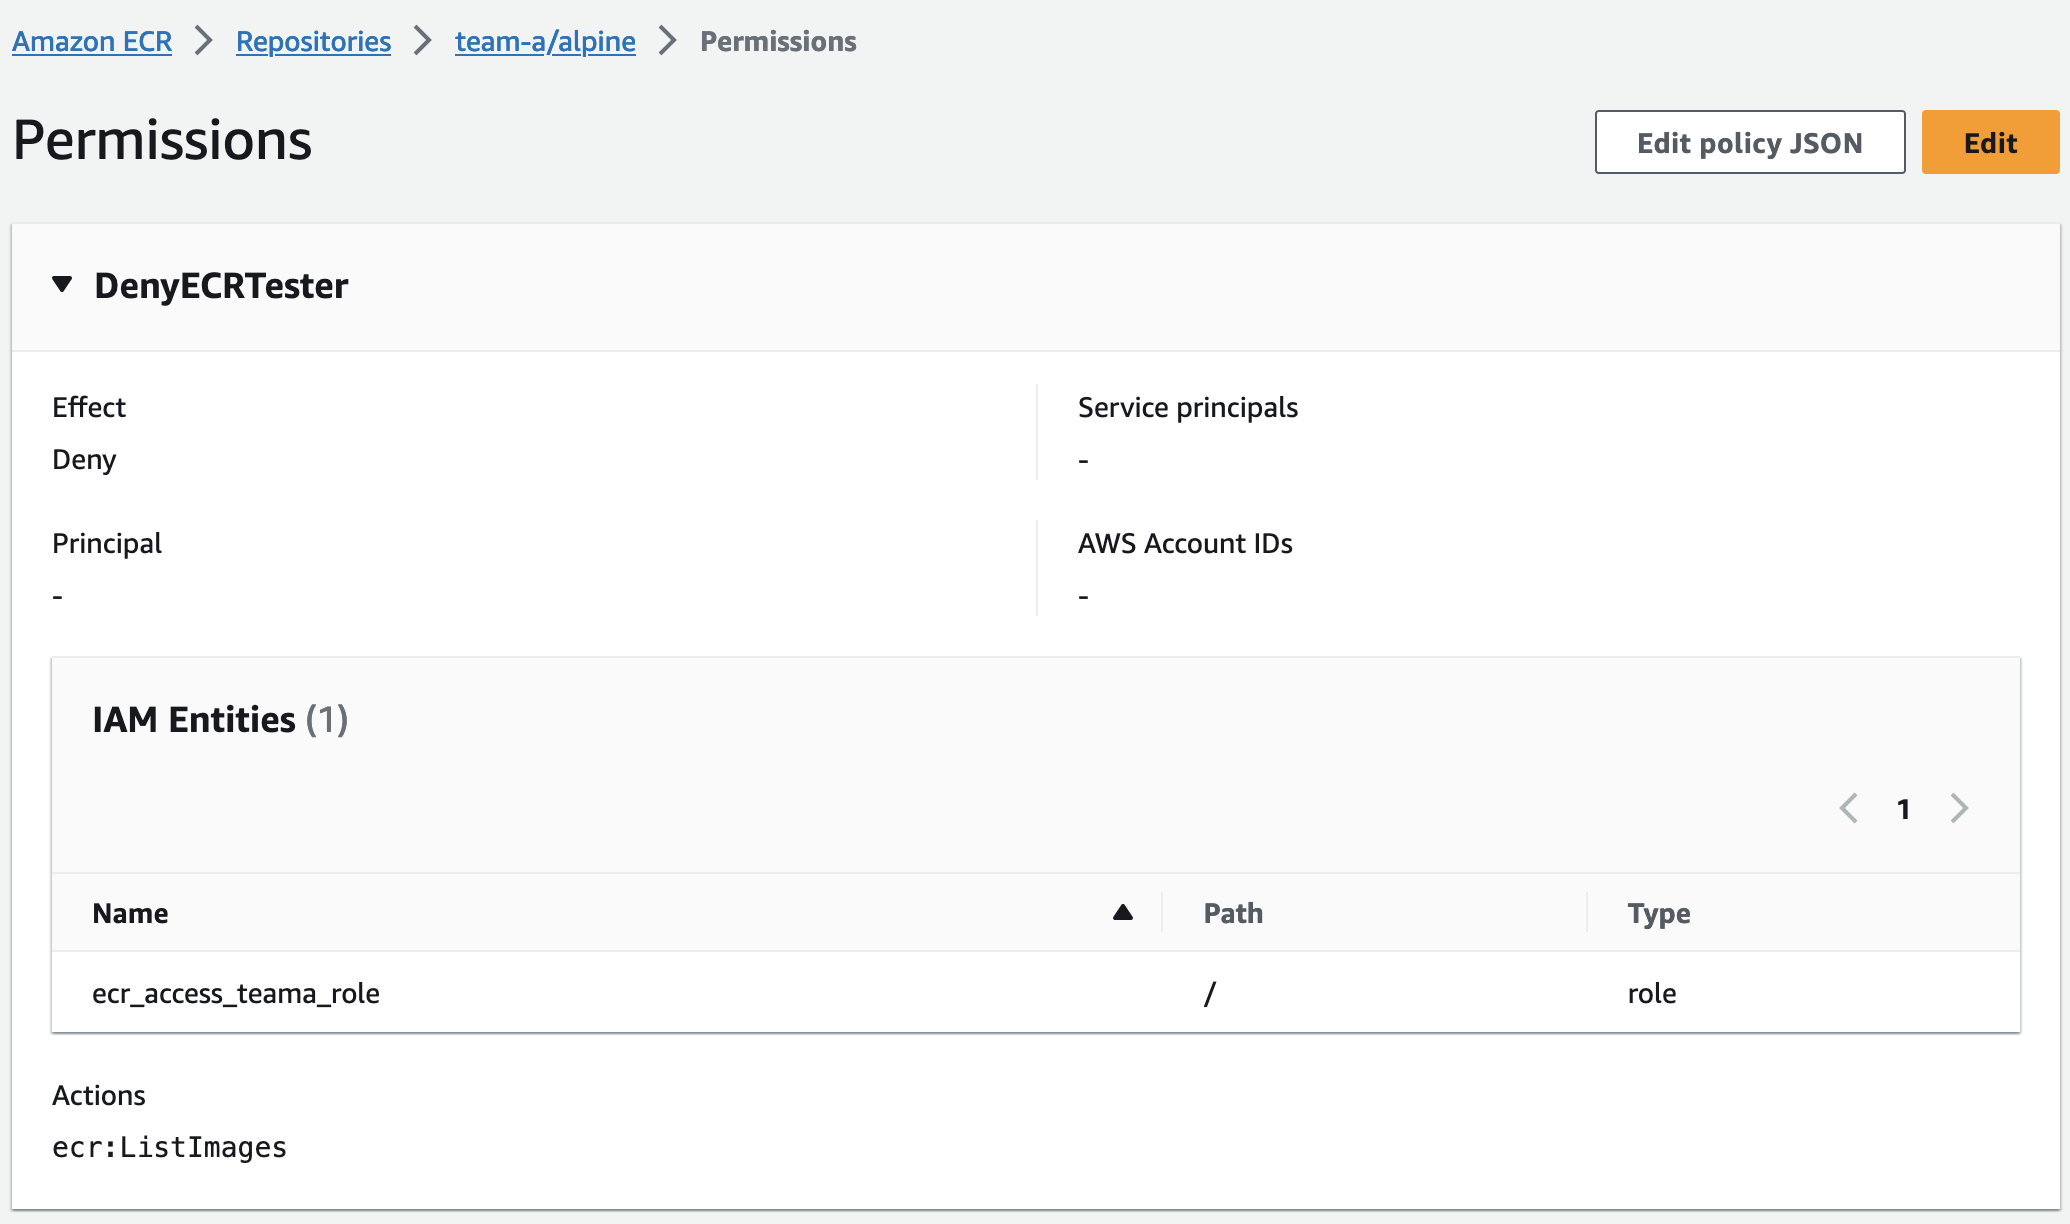 Amazon ECR > Repositories > team-a/alpine > Permissions
Permissions
Edit policy JSON
Edit
DenyECRTester
Effect
Deny
Service principals
-
Principal
-
AWS Account IDs
-
IAM Entities (1)
1
Name Path Type
ecr_access_teama_role / role
Actions
ecr:ListImages